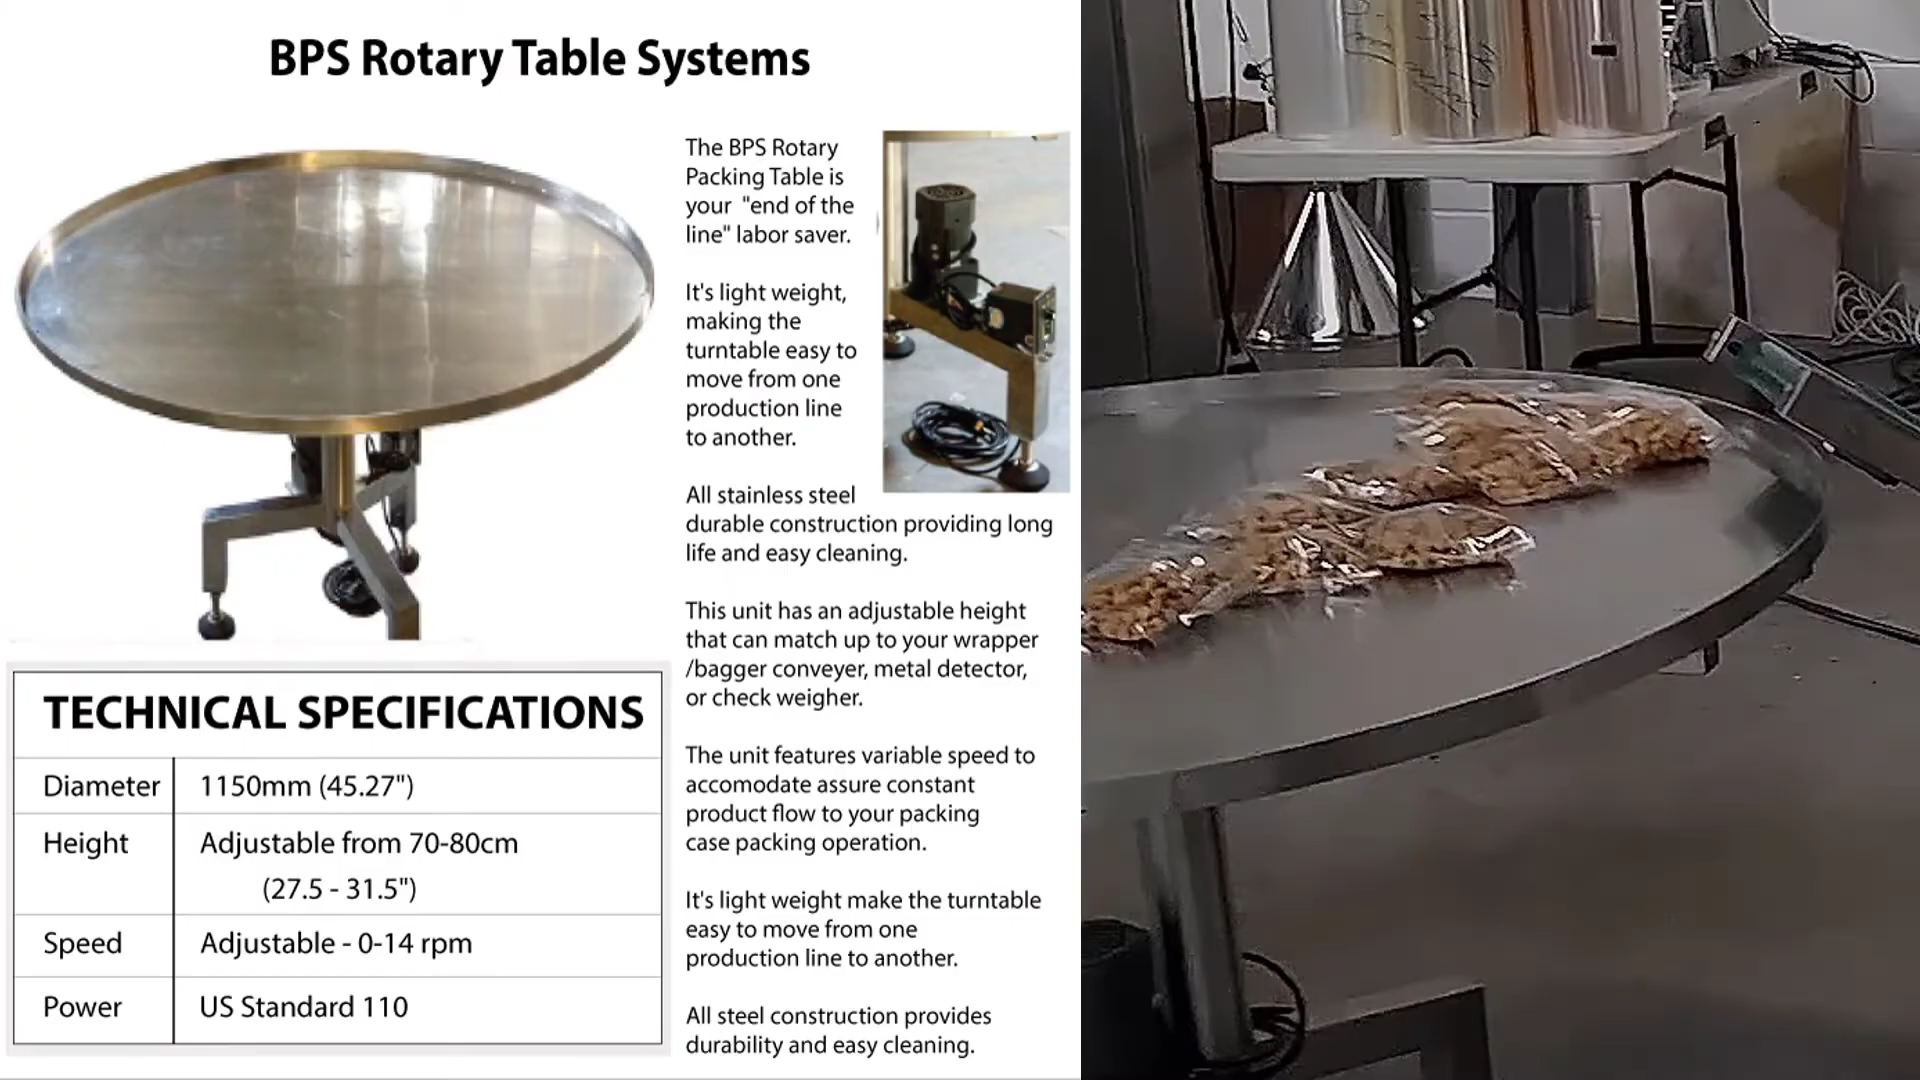 BPS Rotary Table Systems
The BPS Rotary
Packing Table is
your "end of the
line" labor saver.
It's light weight,
making the
turntable easy to
move from one
production line
to another.
All stainless steel
durable construction providing long
life and easy cleaning.
This unit has an adjustable height
that can match up to your wrapper
/bagger conveyer, metal detector,
or check weigher.
The unit features variable speed to
accomodate assure constant
product flow to your packing
case packing operation.
It's light weight make the turntable
easy to move from one
production line to another.
All steel construction provides
durability and easy cleaning.
TECHNICAL SPECIFICATIONS
Diameter 1150mm (45.27")
Height Adjustable from 70-80cm
(27.5 - 31.5")
Speed Adjustable - 0-14 rpm
Power US Standard 110